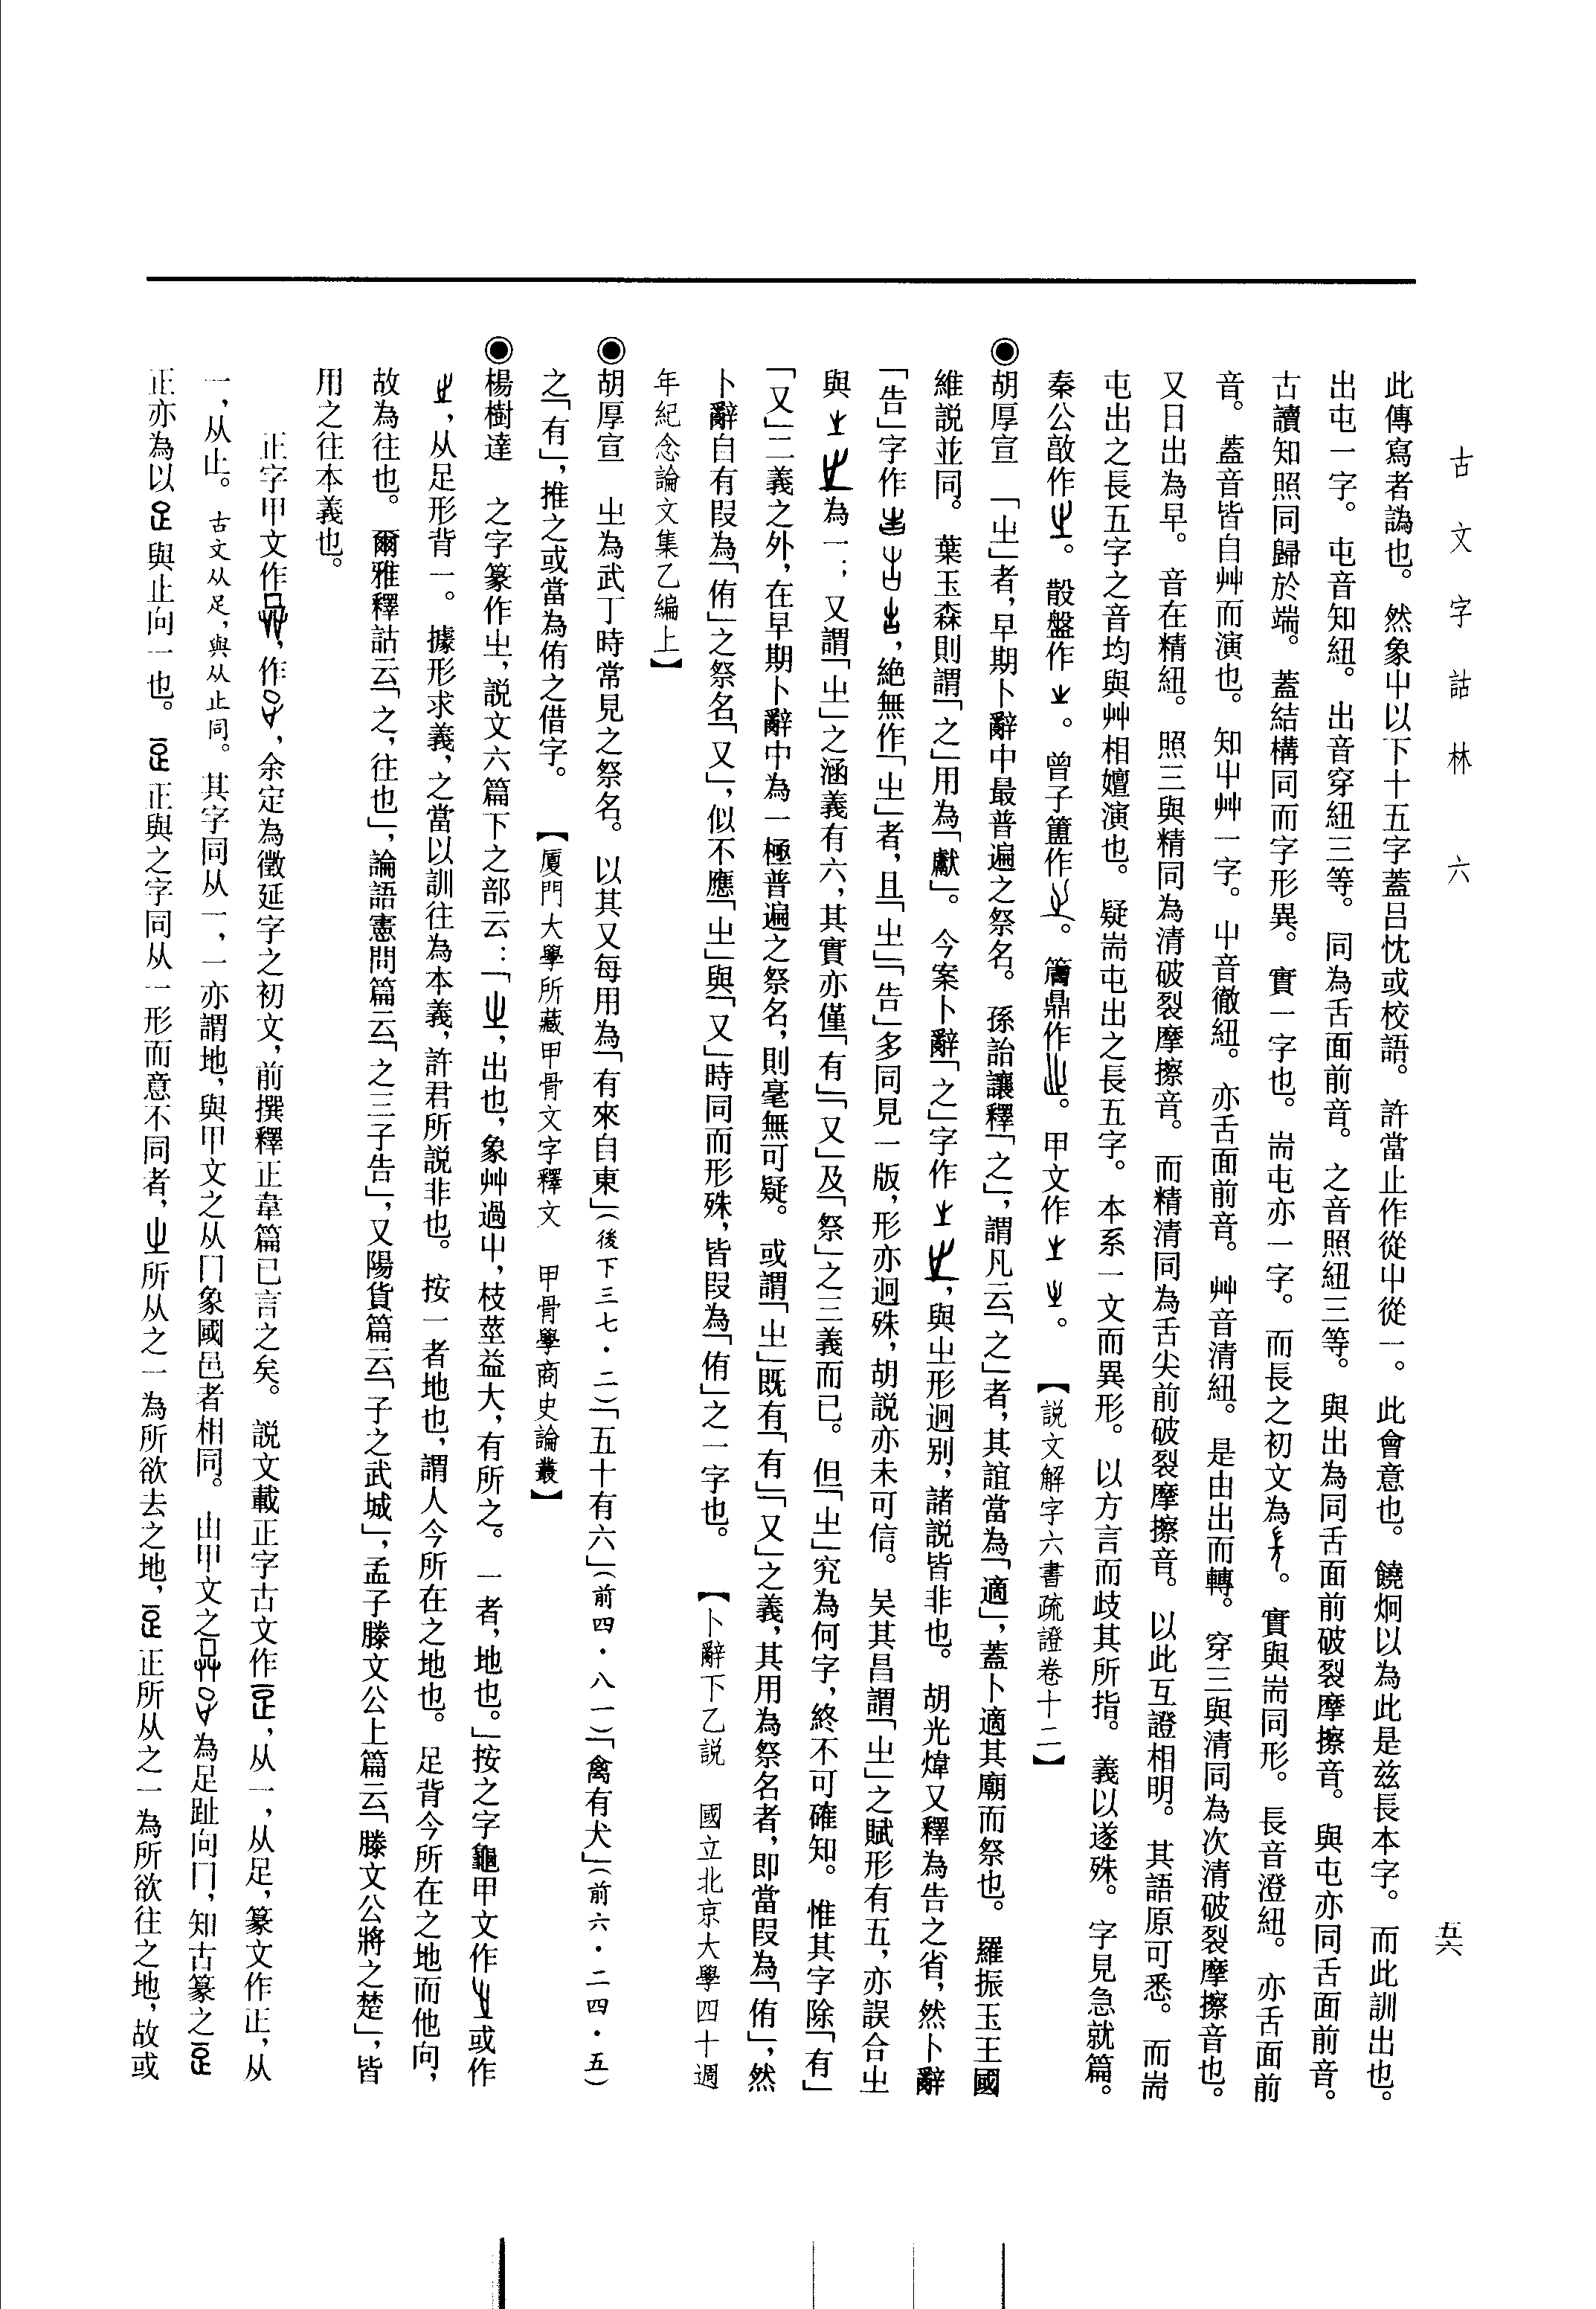 古文字詁林 六
五六
此傳寫者譌也。然象屮以下十五字蓋吕忱或校語。許當止作從屮從一。此會意也。饒炯以為此是兹長本字。而此訓出也。
出屯一字。屯音知紐。出音穿紐三等。同為舌面前音。之音照紐三等。與出為同舌面前破裂摩擦音。與屯亦同舌面前音。
古讀知照同歸於端。蓋結構同而字形異。實一字也。耑屯亦一字。而長之初文為。實與耑同形。長音澄紐。亦舌面前
音。蓋音皆自艸而演也。知屮艸一字。屮音徹紐。亦舌面前音。艸音清紐。是由出而轉。穿三與清同為次清破裂摩擦音也。
又日出為早。音在精紐。照三與精同為清破裂摩擦音。而精清同為舌尖前破裂摩擦音。以此互證相明。其語原可悉。而耑
屯出之長五字之音均與艸相嬗演也。疑耑屯出之長五字。本系一文而異形。以方言而歧其所指。義以遂殊。字見急就篇。
秦公敦作。散盤作。曾子簠作。鼎作。甲文作。【説文解字六書疏證卷十二】
◉胡厚宣 「㞢」者，早期卜辭中最普遍之祭名。孫詒讓釋「之」，謂凡云「之」者，其誼當為「適」，蓋卜適其廟而祭也。羅振玉王國
維説並同。葉玉森則謂「之」用為「獻」。今案卜辭「之」字作，與㞢形迥别，諸説皆非也。胡光煒又釋為告之省，然卜辭
「告」字作，絶無作「㞢」者，且「㞢」「告」多同見一版，形亦迥殊，胡説亦未可信。吴其昌謂「㞢」之賦形有五，亦誤合㞢
與為一；又謂「㞢」之涵義有六，其實亦僅「有」「又」及「祭」之三義而已。但「㞢」究為何字，終不可確知。惟其字除「有」
「又」二義之外，在早期卜辭中為一極普遍之祭名，則毫無可疑。或謂「㞢」既有「有」「又」之義，其用為祭名者，即當叚為「侑」，然
卜辭自有叚為「侑」之祭名「又」，似不應「㞢」與「又」時同而形殊，皆叚為「侑」之一字也。【卜辭下乙説 國立北京大學四十週
年紀念論文集乙編上】
◉胡厚宣 㞢為武丁時常見之祭名。以其又每用為「有來自東」（後下三七·二）「五十有六」（前四·八一）「禽有犬」（前六·二四·五）
之「有」，推之或當為侑之借字。【厦門大學所藏甲骨文字釋文 甲骨學商史論叢】
◉楊樹達 之字篆作㞢，説文六篇下之部云：「，出也，象艸過屮，枝莖益大，有所之。一者，地也。」按之字龜甲文作或作
，从足形背一。據形求義，之當以訓往為本義，許君所説非也。按一者地也，謂人今所在之地也。足背今所在之地而他向，
故為往也。爾雅釋詁云「之，往也」，論語憲問篇云「之三子告」，又陽貨篇云「子之武城」，孟子滕文公上篇云「滕文公將之楚」，皆
用之往本義也。
正字甲文作，作，余定為徵延字之初文，前撰釋正韋篇已言之矣。説文載正字古文作，从一，从足，篆文作正，从
一，从止。古文从足，與从止同。其字同从一，一亦謂地，與甲文之从囗象國邑者相同。由甲文之為足趾向囗，知古篆之
正亦為以與止向一也。正與之字同从一形而意不同者，所从之一為所欲去之地，正所从之一為所欲往之地，故或